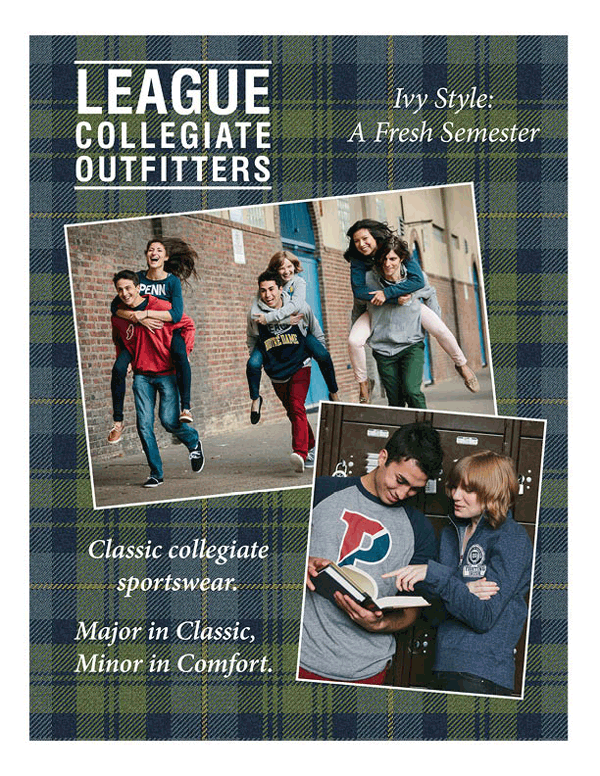 LEAGUE
COLLEGIATE
OUTFITTERS
Ivy Style:
A Fresh Semester
PENN
NOTRE DAME
P
Classic collegiate
sportswear.
Major in Classic,
Minor in Comfort.